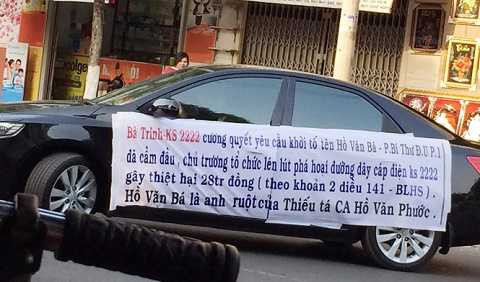 Bà Trinh KS 2222 cương quyết yêu cầu khởi tố tên Hồ Văn Bá - P.Bí Thư Đ.U.P.1
đã cầm đầu, chủ trương tổ chức lén lút phá hoại đường dây cáp điện ks 2222
gây thiệt hại 28tr đồng ( theo khoản 2 điều 141 - BLHS ).
Hồ Văn Bá là anh ruột của Thiếu tá CA Hồ Văn Phước.